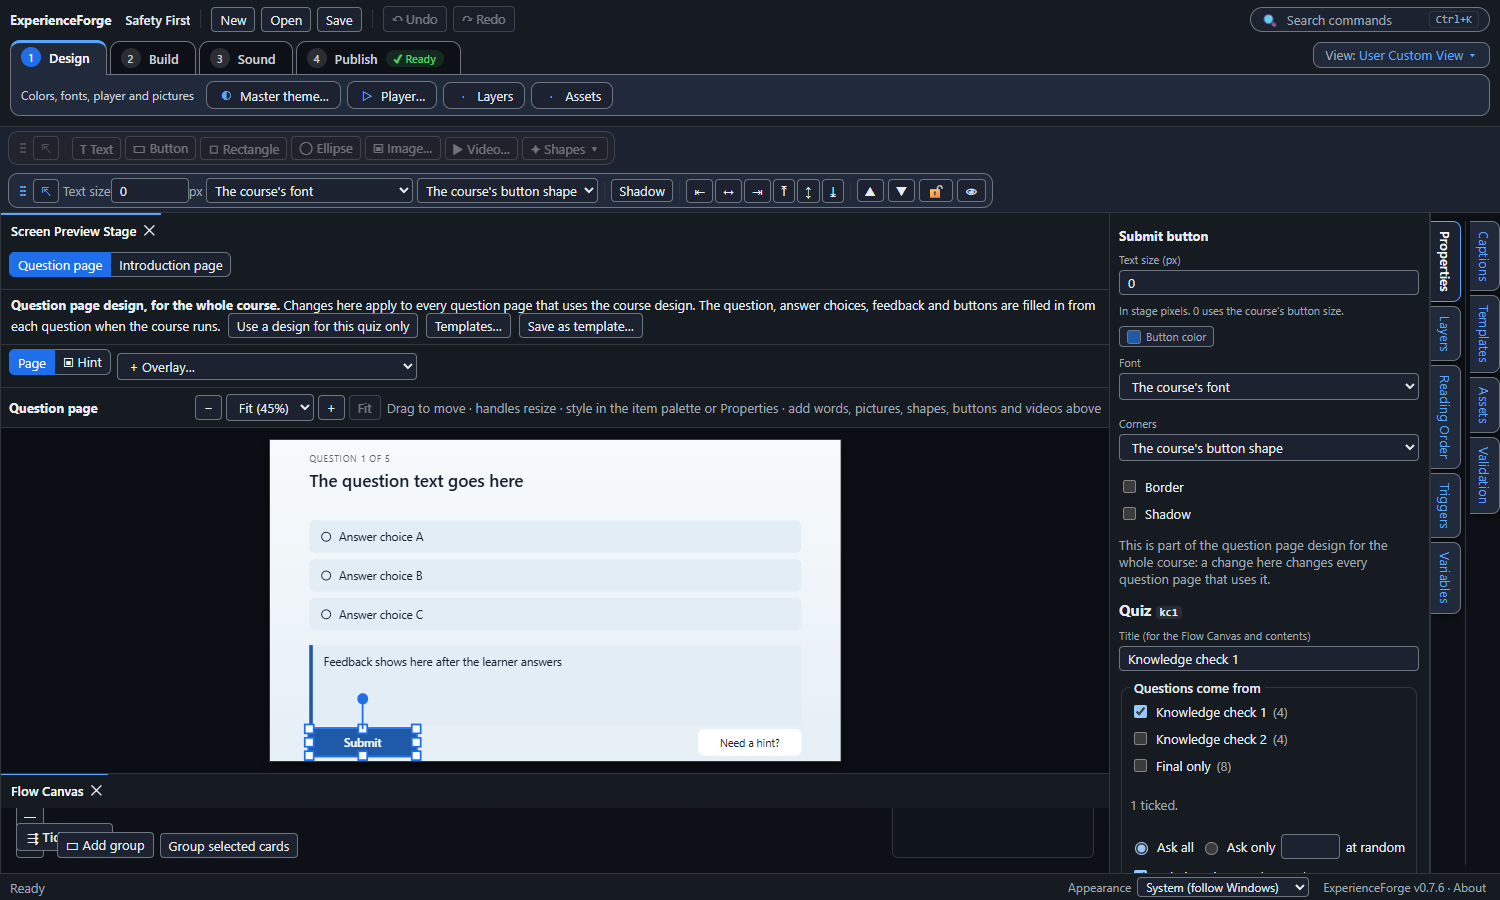 ExperienceForge Safety First New Open Save Undo Redo Search commands Ctrl+K
1 Design 2 Build 3 Sound 4 Publish ✓ Ready View: User Custom View
Colors, fonts, player and pictures Master theme... Player... Layers Assets
T Text Button Rectangle Ellipse Image... Video... Shapes
Text size 0 px The course's font The course's button shape Shadow
Screen Preview Stage
Question page Introduction page
Question page design, for the whole course. Changes here apply to every question page that uses the course design. The question, answer choices, feedback and buttons are filled in from
each question when the course runs. Use a design for this quiz only Templates... Save as template...
Page Hint + Overlay...
Question page − Fit (45%) + Fit Drag to move · handles resize · style in the item palette or Properties · add words, pictures, shapes, buttons and videos above
QUESTION 1 OF 5
The question text goes here
Answer choice A
Answer choice B
Answer choice C
Feedback shows here after the learner answers
Submit Need a hint?
Flow Canvas
Add group Group selected cards
Submit button
Text size (px)
0
In stage pixels. 0 uses the course's button size.
Button color
Font
The course's font
Corners
The course's button shape
Border
Shadow
This is part of the question page design for the
whole course: a change here changes every
question page that uses it.
Quiz kc1
Title (for the Flow Canvas and contents)
Knowledge check 1
Questions come from
Knowledge check 1 (4)
Knowledge check 2 (4)
Final only (8)
1 ticked.
Ask all Ask only at random
Properties
Layers
Reading Order
Triggers
Variables
Captions
Templates
Assets
Validation
Ready Appearance System (follow Windows) ExperienceForge v0.7.6 · About